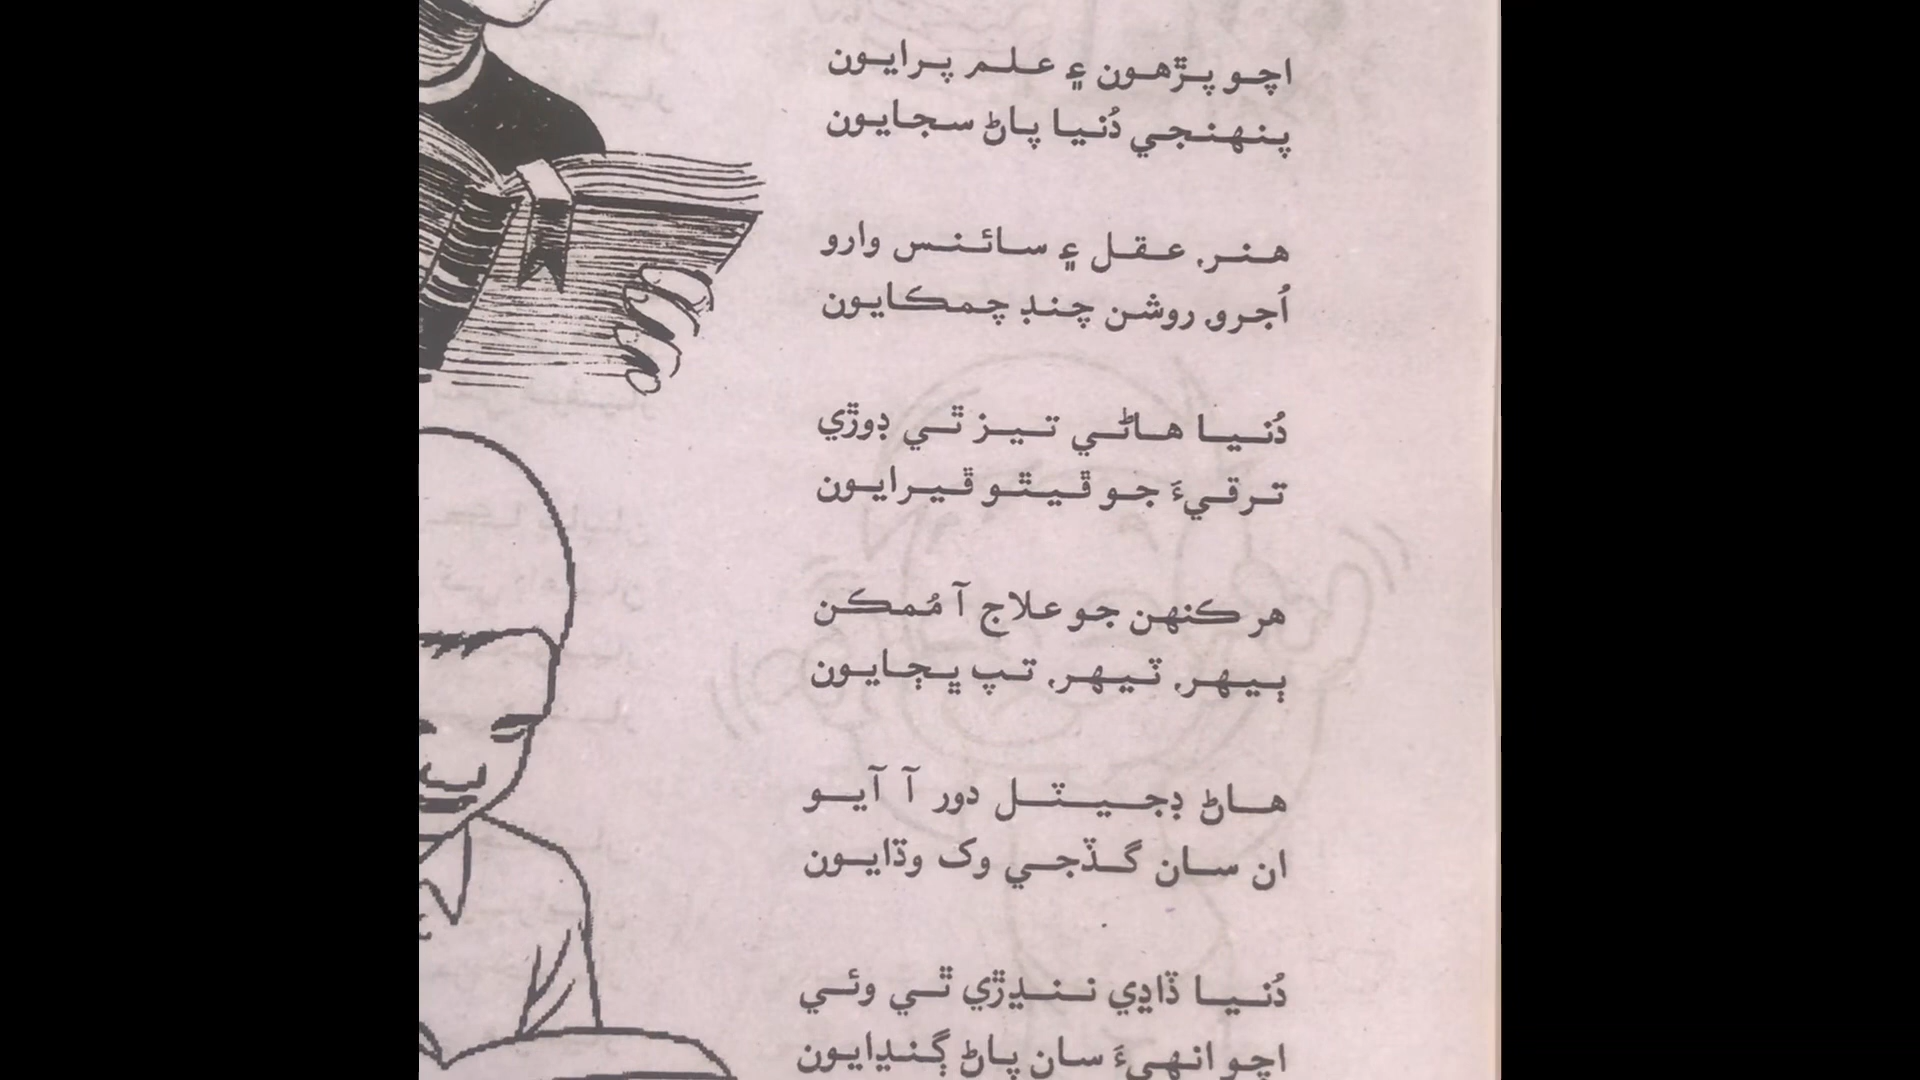 اچو پڙهون ۽ علم پرايون
پنهنجي دُنيا پاڻ سجايون
هنر، عقل ۽ سائنس وارو
اُجرو روشن چنڊ چمڪايون
دُنيا هاڻي تيز ٿي ڊوڙي
ترقيءَ جو ڦيٿو ڦيرايون
هر ڪنهن جو علاج آ مُمڪن
ٻيهر، ٽيهر، تپ ڀڄايون
هاڻ ڊجيٽل دور آ آيو
ان سان گڏجي وک وڌايون
دُنيا ڏاڍي ننڍڙي ٿي وئي
اچو انهيءَ سان پاڻ ڳنڍايون